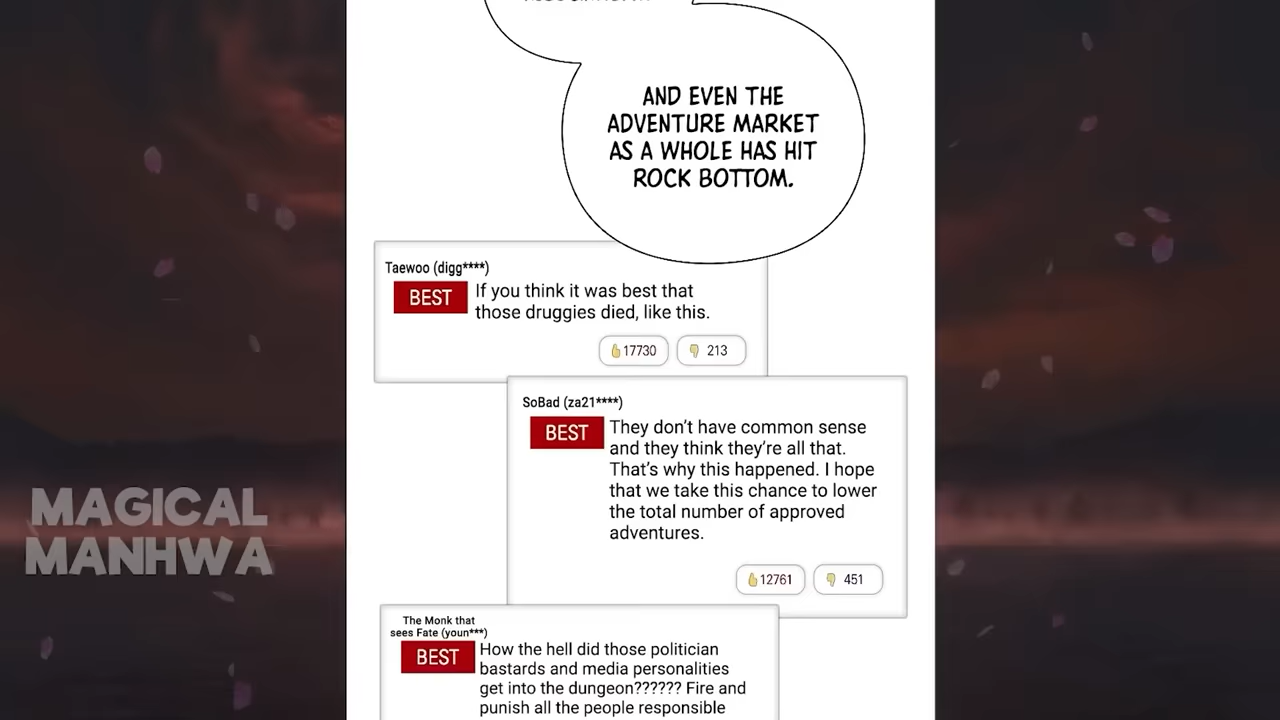 AND EVEN THE
ADVENTURE MARKET
AS A WHOLE HAS HIT
ROCK BOTTOM.
Taewoo (digg****)
BEST
If you think it was best that
those druggies died, like this.
17730
213
SoBad (za21****)
BEST
They don't have common sense
and they think they're all that.
That's why this happened. I hope
that we take this chance to lower
the total number of approved
adventures.
12761
451
The Monk that
sees Fate (youn***)
BEST
How the hell did those politician
bastards and media personalities
get into the dungeon?????? Fire and
punish all the people responsible
MAGICAL
MANHWA